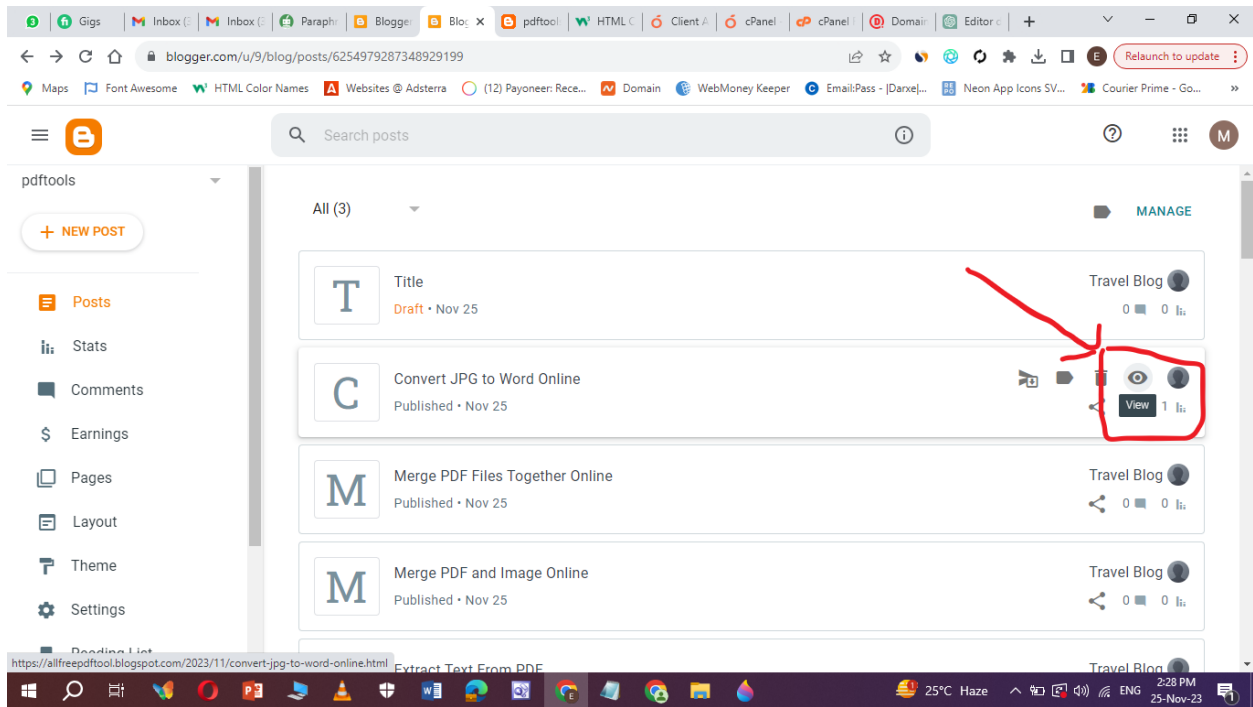 Gigs
Inbox (3
Inbox (3
Paraphr
Blogger
Blog
pdftool
HTML C
Client A
cPanel
cPanel
Domain
Editor
blogger.com/u/9/blog/posts/6254979287348929199
E
Relaunch to update
Maps
Font Awesome
HTML Color Names
Websites @ Adsterra
(12) Payoneer: Rece...
Domain
WebMoney Keeper
Email:Pass - |Darxe|...
Neon App Icons SV...
Courier Prime - Go...
»
Search posts
M
pdftools
All (3)
MANAGE
+ NEW POST
T
Title
Draft • Nov 25
Travel Blog
0 0
Posts
Stats
Comments
Earnings
Pages
Layout
Theme
Settings
Reading List
C
Convert JPG to Word Online
Published • Nov 25
View
1
M
Merge PDF Files Together Online
Published • Nov 25
Travel Blog
0 0
M
Merge PDF and Image Online
Published • Nov 25
Travel Blog
0 0
Extract Text From PDF
Travel Blog
https://allfreepdftool.blogspot.com/2023/11/convert-jpg-to-word-online.html
25°C Haze
ENG
2:28 PM
25-Nov-23